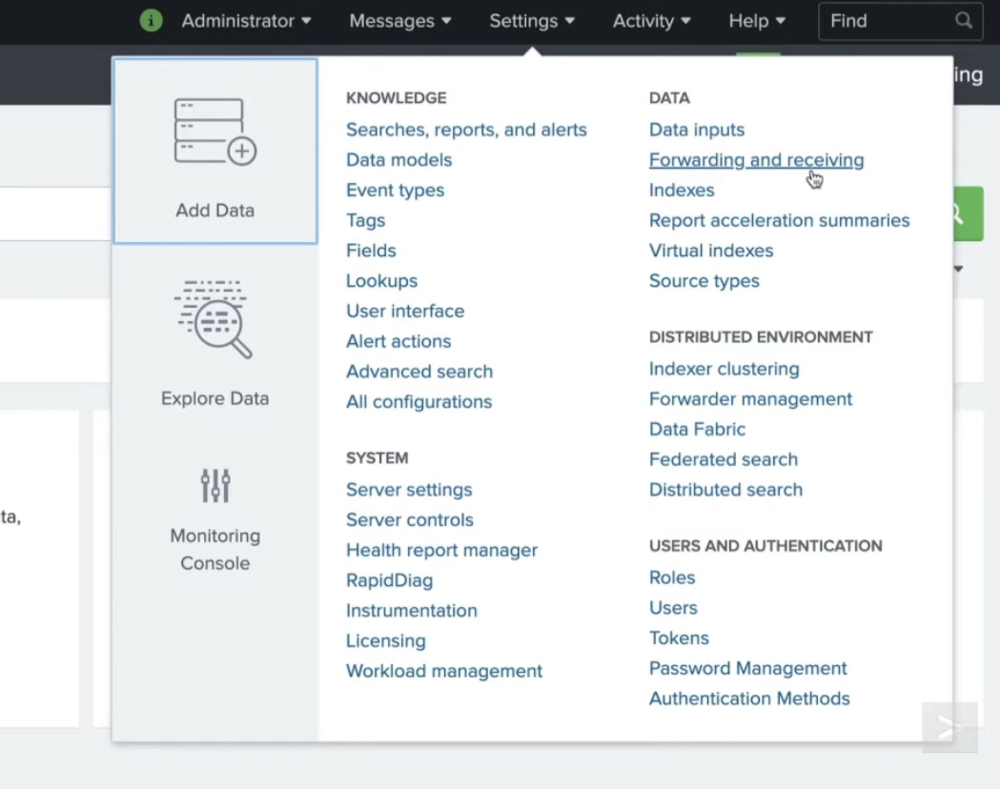 i Administrator Messages Settings Activity Help Find
ing
Add Data
Explore Data
Monitoring
Console
ta,
KNOWLEDGE
Searches, reports, and alerts
Data models
Event types
Tags
Fields
Lookups
User interface
Alert actions
Advanced search
All configurations
SYSTEM
Server settings
Server controls
Health report manager
RapidDiag
Instrumentation
Licensing
Workload management
DATA
Data inputs
Forwarding and receiving
Indexes
Report acceleration summaries
Virtual indexes
Source types
DISTRIBUTED ENVIRONMENT
Indexer clustering
Forwarder management
Data Fabric
Federated search
Distributed search
USERS AND AUTHENTICATION
Roles
Users
Tokens
Password Management
Authentication Methods